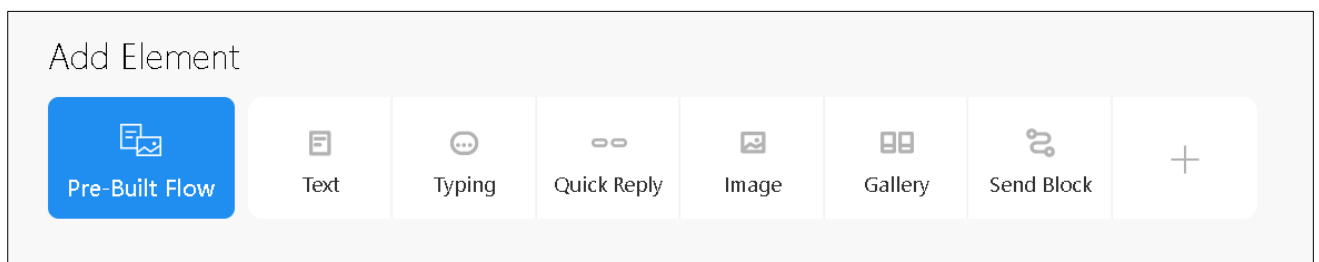 Add Element
Pre-Built Flow Text Typing Quick Reply Image Gallery Send Block